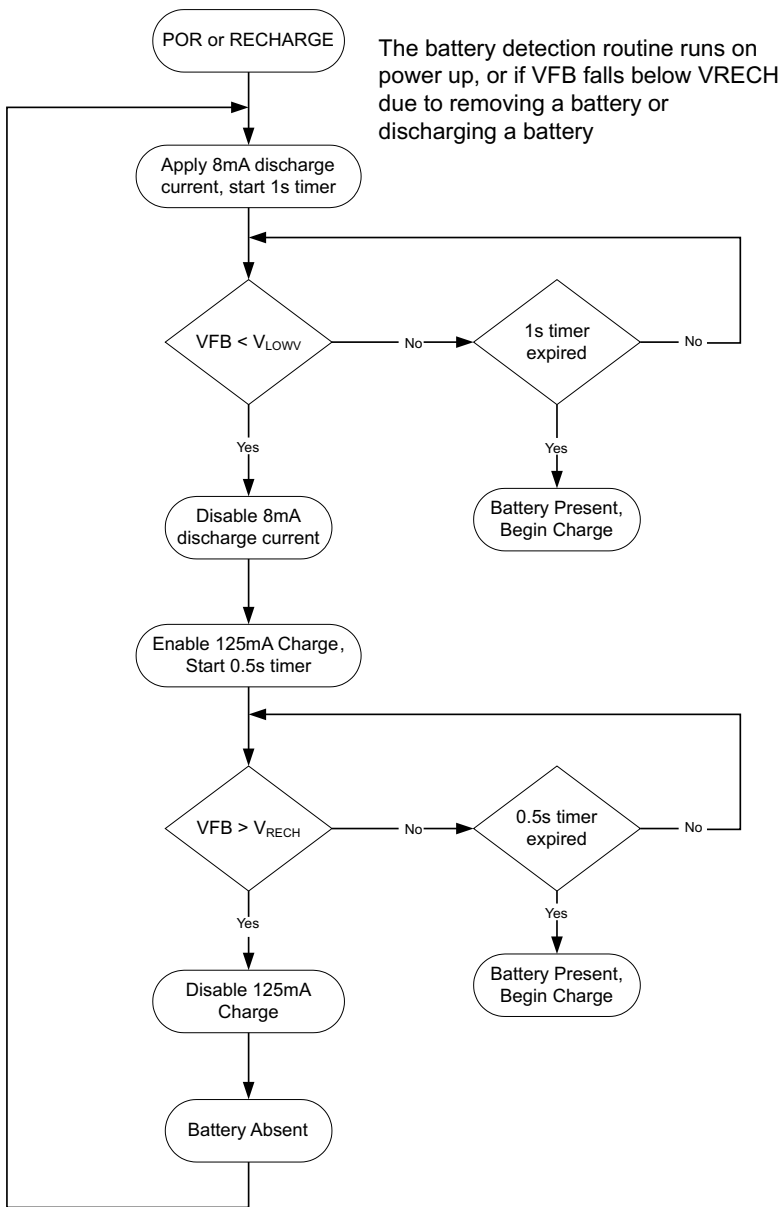 POR or RECHARGE
The battery detection routine runs on
power up, or if VFB falls below VRECH
due to removing a battery or
discharging a battery
Apply 8mA discharge
current, start 1s timer
VFB < VLOWV
No
1s timer
expired
No
Yes
Yes
Disable 8mA
discharge current
Battery Present,
Begin Charge
Enable 125mA Charge,
Start 0.5s timer
VFB > VRECH
No
0.5s timer
expired
No
Yes
Yes
Disable 125mA
Charge
Battery Present,
Begin Charge
Battery Absent